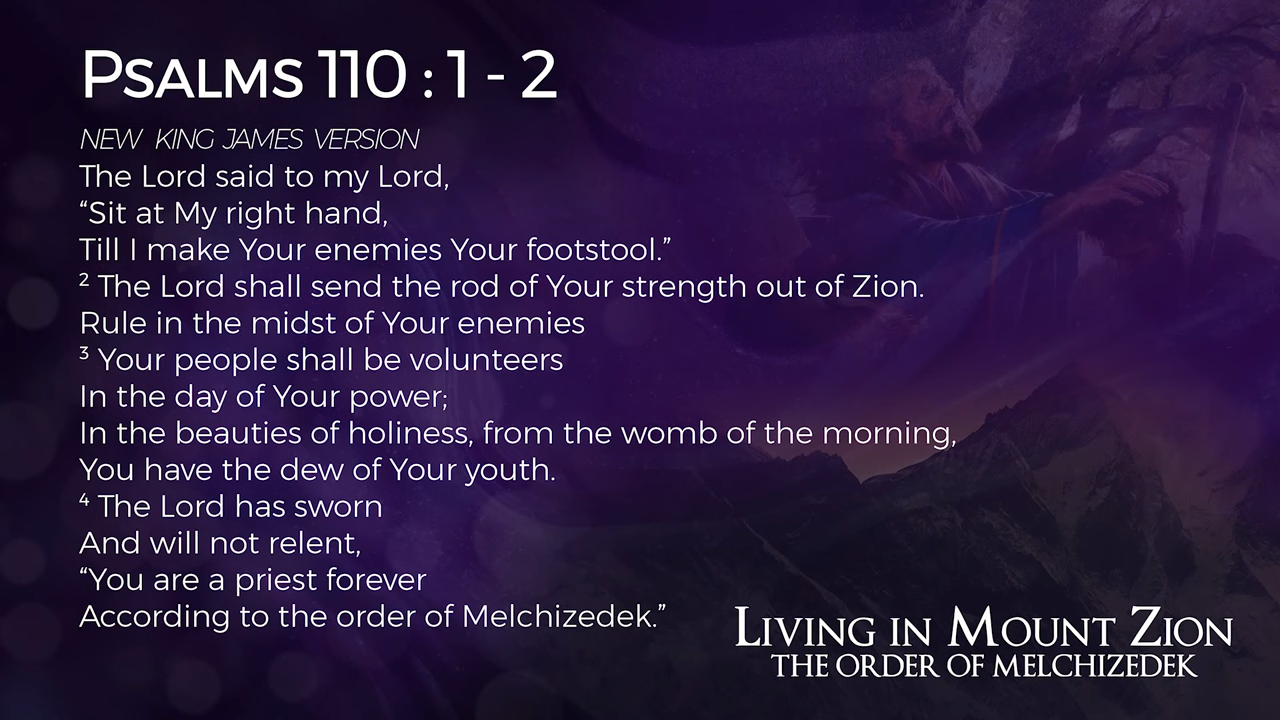 PSALMS 110 : 1 - 2
NEW KING JAMES VERSION
The Lord said to my Lord,
“Sit at My right hand,
Till I make Your enemies Your footstool.”
² The Lord shall send the rod of Your strength out of Zion.
Rule in the midst of Your enemies
³ Your people shall be volunteers
In the day of Your power;
In the beauties of holiness, from the womb of the morning,
You have the dew of Your youth.
⁴ The Lord has sworn
And will not relent,
“You are a priest forever
According to the order of Melchizedek.”
LIVING IN MOUNT ZION
THE ORDER OF MELCHIZEDEK